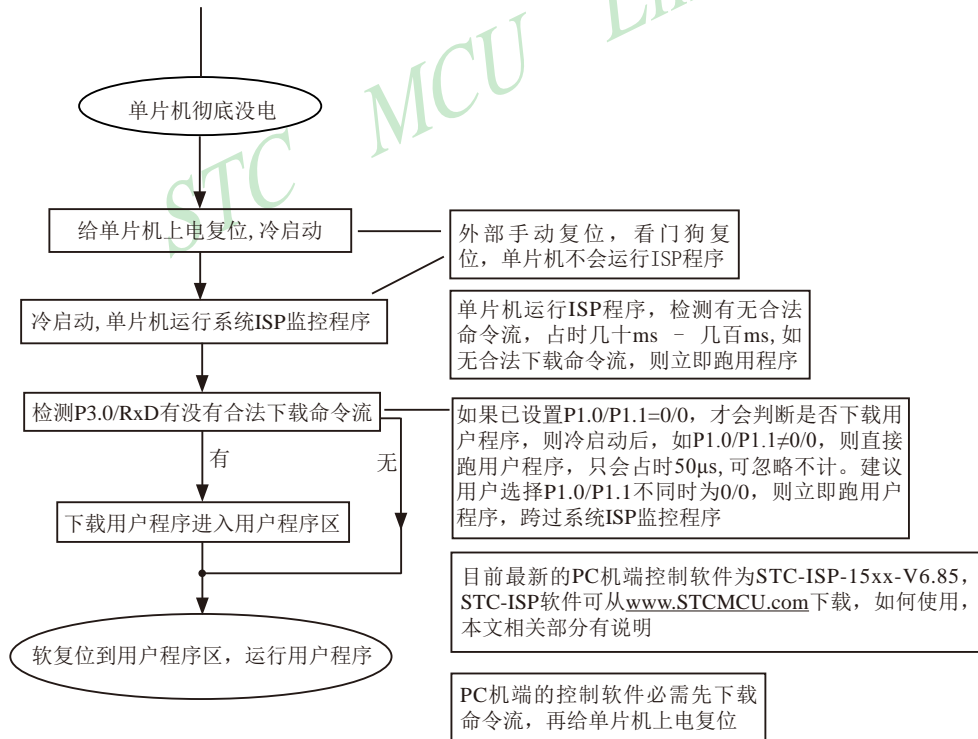 STC MCU Lim
单片机彻底没电
给单片机上电复位,冷启动
外部手动复位，看门狗复
位，单片机不会运行ISP程序
冷启动,单片机运行系统ISP监控程序
单片机运行ISP程序，检测有无合法
命令流，占时几十ms - 几百ms,如
无合法下载命令流，则立即跑用程序
检测P3.0/RxD有没有合法下载命令流
如果已设置P1.0/P1.1=0/0，才会判断是否下载用
户程序，则冷启动后，如P1.0/P1.1≠0/0，则直接
跑用户程序，只会占时50μs,可忽略不计。建议
用户选择P1.0/P1.1不同时为0/0，则立即跑用户
程序，跨过系统ISP监控程序
有
无
下载用户程序进入用户程序区
目前最新的PC机端控制软件为STC-ISP-15xx-V6.85，
STC-ISP软件可从www.STCMCU.com下载，如何使用，
本文相关部分有说明
软复位到用户程序区，运行用户程序
PC机端的控制软件必需先下载
命令流，再给单片机上电复位